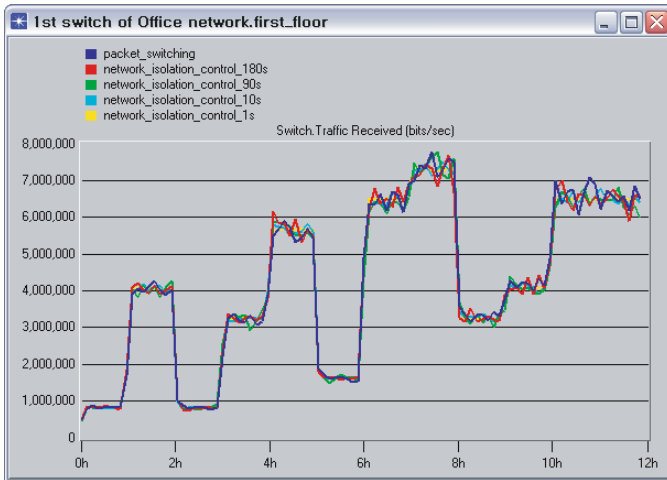 1st switch of Office network.first_floor
packet_switching
network_isolation_control_180s
network_isolation_control_90s
network_isolation_control_10s
network_isolation_control_1s
Switch.Traffic Received (bits/sec)
8,000,000
7,000,000
6,000,000
5,000,000
4,000,000
3,000,000
2,000,000
1,000,000
0
0h 2h 4h 6h 8h 10h 12h